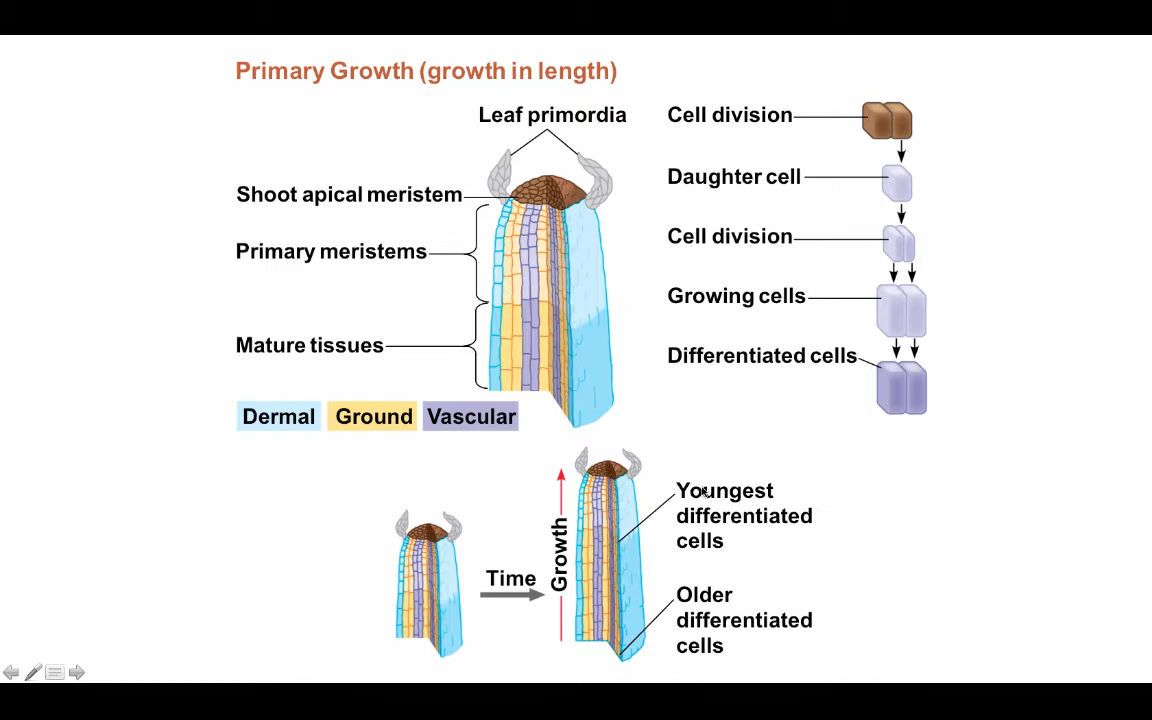 Primary Growth (growth in length)
Leaf primordia
Shoot apical meristem
Primary meristems
Mature tissues
Dermal
Ground
Vascular
Cell division
Daughter cell
Cell division
Growing cells
Differentiated cells
Time
Growth
Youngest
differentiated
cells
Older
differentiated
cells